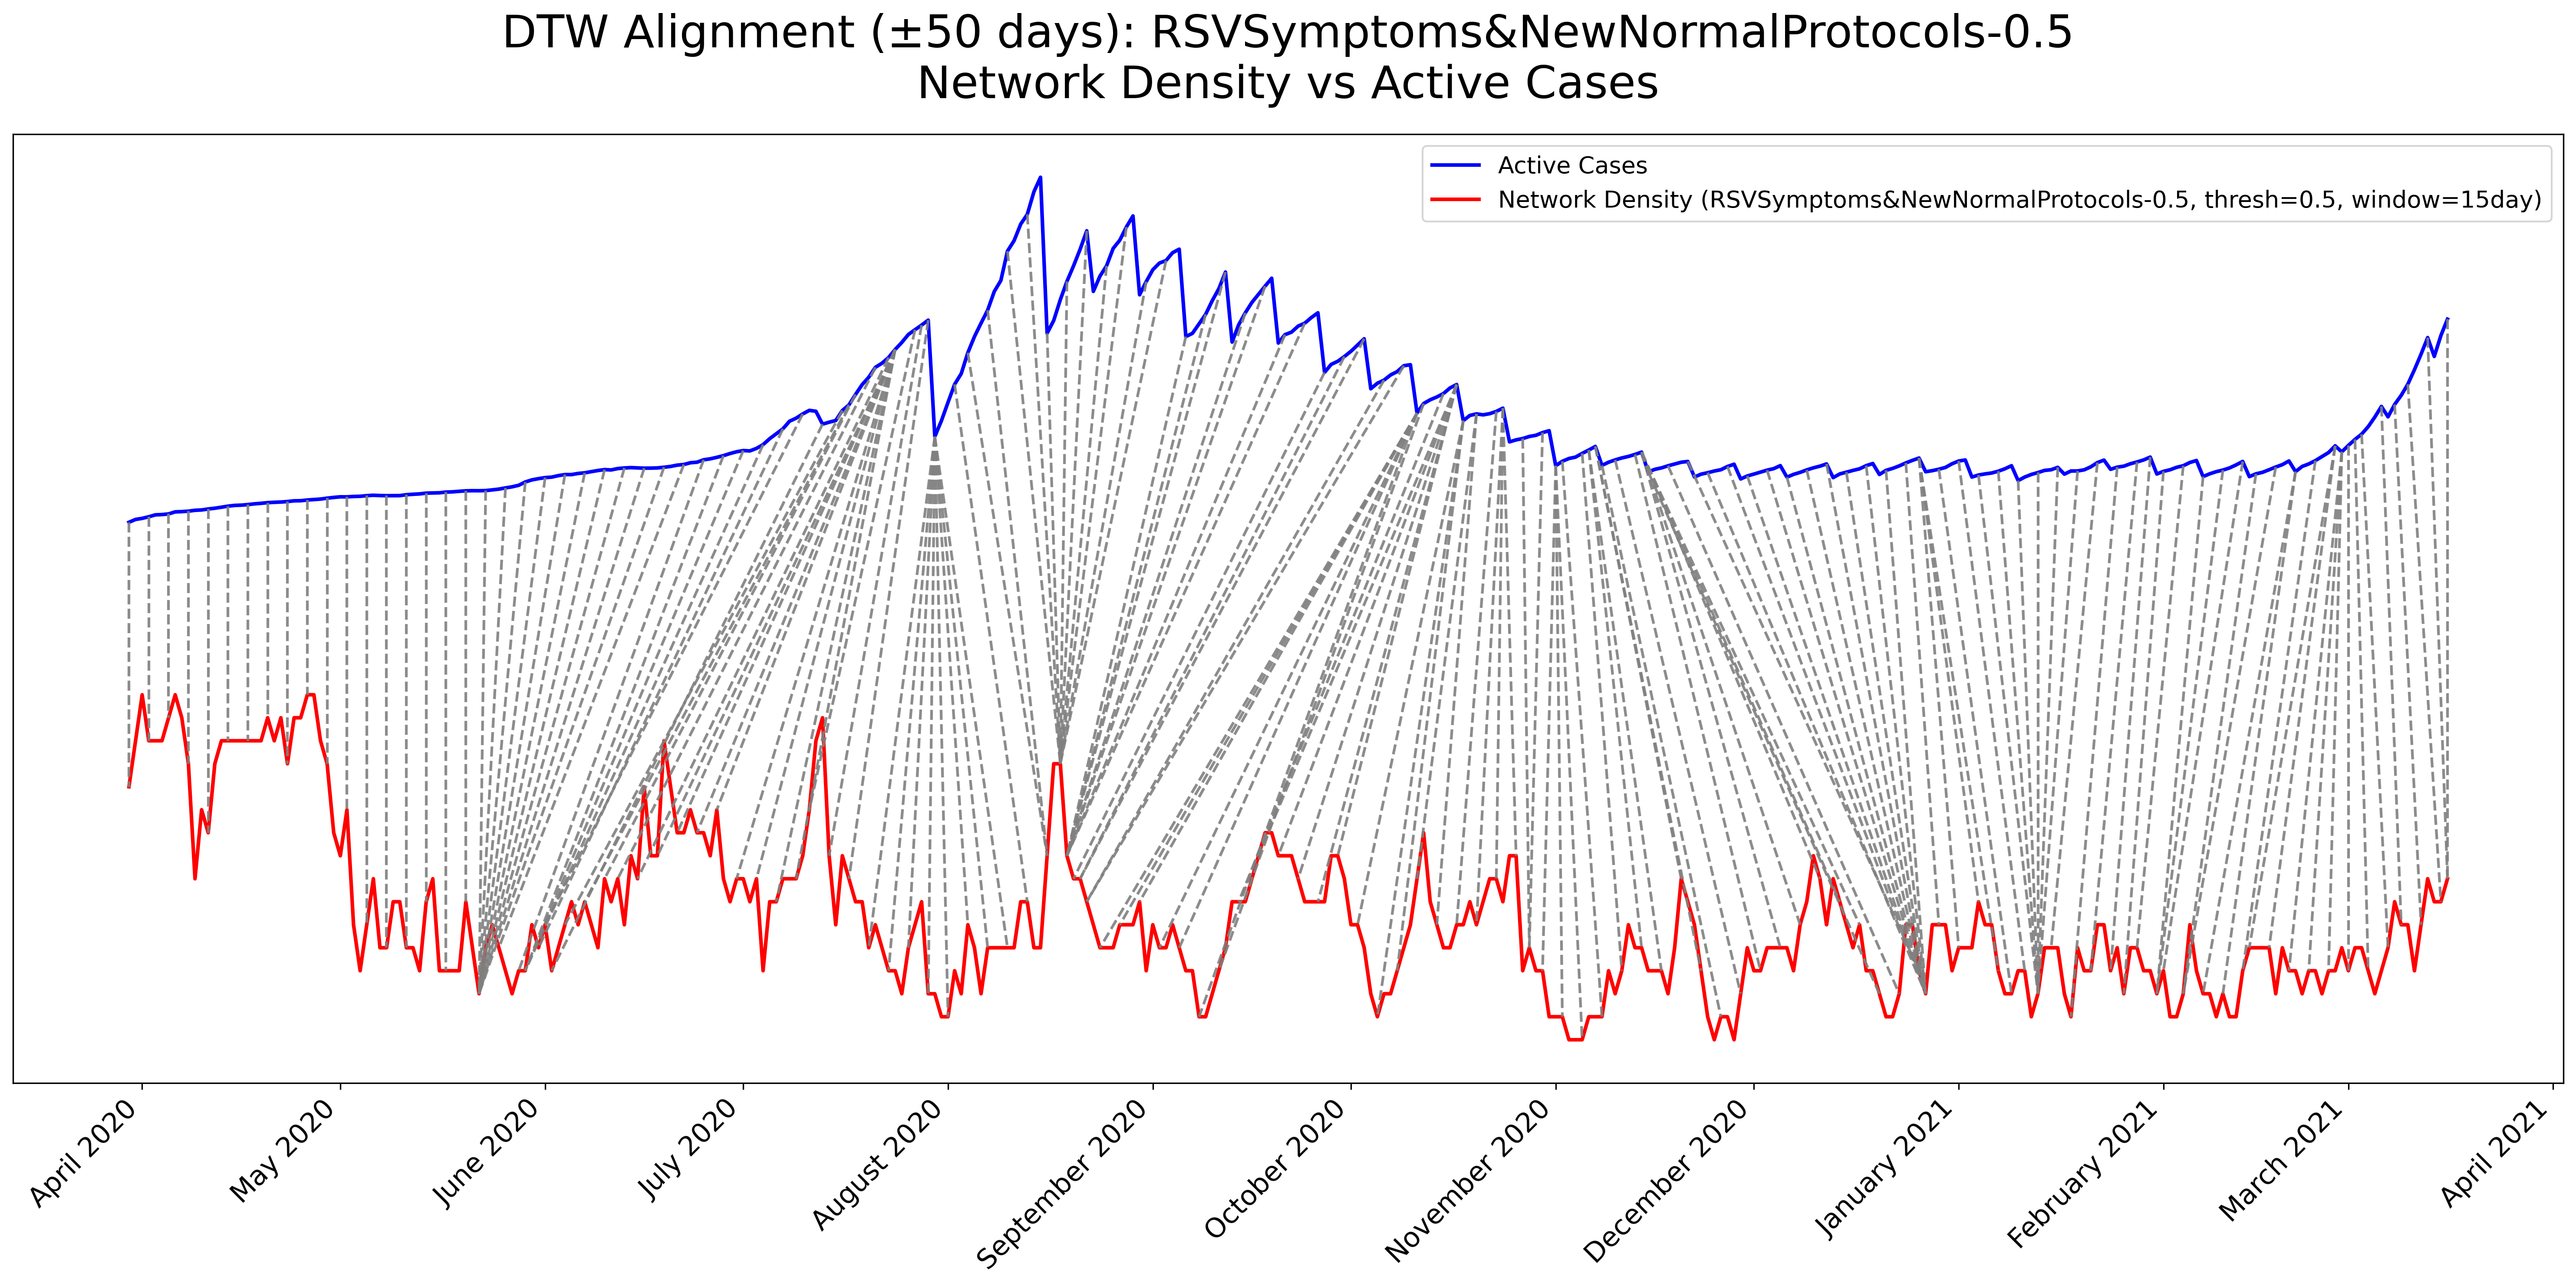 DTW Alignment (±50 days): RSVSymptoms&NewNormalProtocols-0.5
Network Density vs Active Cases
Active Cases
Network Density (RSVSymptoms&NewNormalProtocols-0.5, thresh=0.5, window=15day)
April 2020
May 2020
June 2020
July 2020
August 2020
September 2020
October 2020
November 2020
December 2020
January 2021
February 2021
March 2021
April 2021